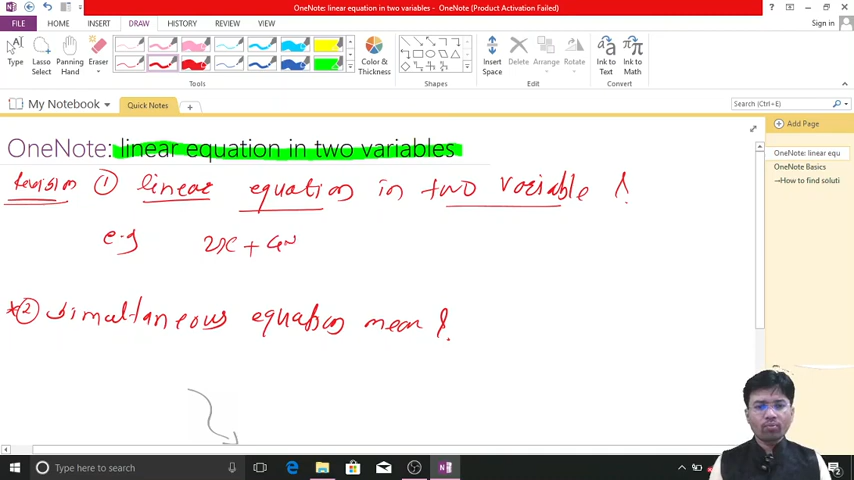 OneNote: linear equation in two variables - OneNote (Product Activation Failed)
FILE HOME INSERT DRAW HISTORY REVIEW VIEW
Sign in
Type Lasso Select Panning Hand Eraser Color & Thickness Insert Space Delete Arrange Rotate Ink to Text Ink to Math
Tools Shapes Edit Convert
My Notebook Quick Notes
Search (Ctrl+E)
Add Page
OneNote: linear equ
OneNote Basics
→How to find soluti
OneNote: linear equation in two variables
Revision ① linear equation in two variable ?
e.g 2x +
*② Simultaneous equation mean ?
Type here to search